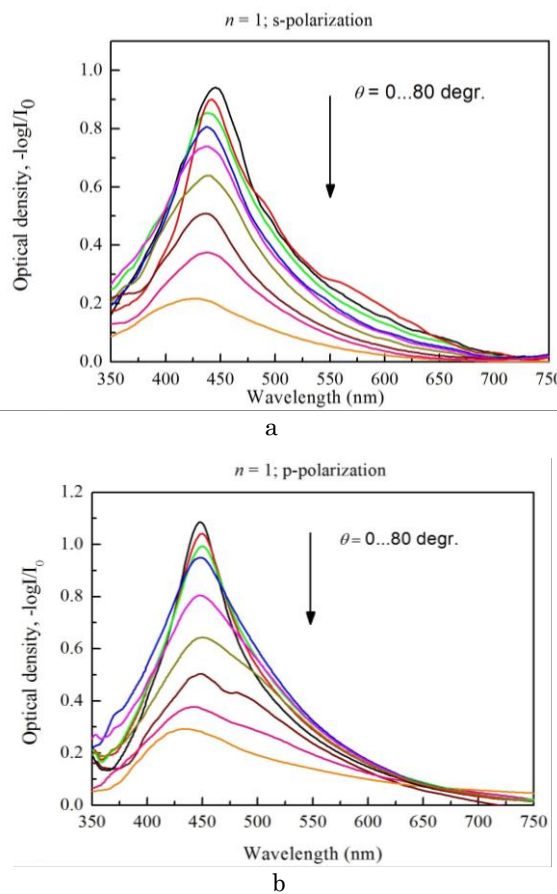 n = 1; s-polarization
1.0
0.8
0.6
0.4
0.2
0.0
Optical density, -logI/I0
θ = 0...80 degr.
350 400 450 500 550 600 650 700 750
Wavelength (nm)
a
n = 1; p-polarization
1.2
1.0
0.8
0.6
0.4
0.2
0.0
Optical density, -logI/I0
θ = 0...80 degr.
350 400 450 500 550 600 650 700 750
Wavelength (nm)
b